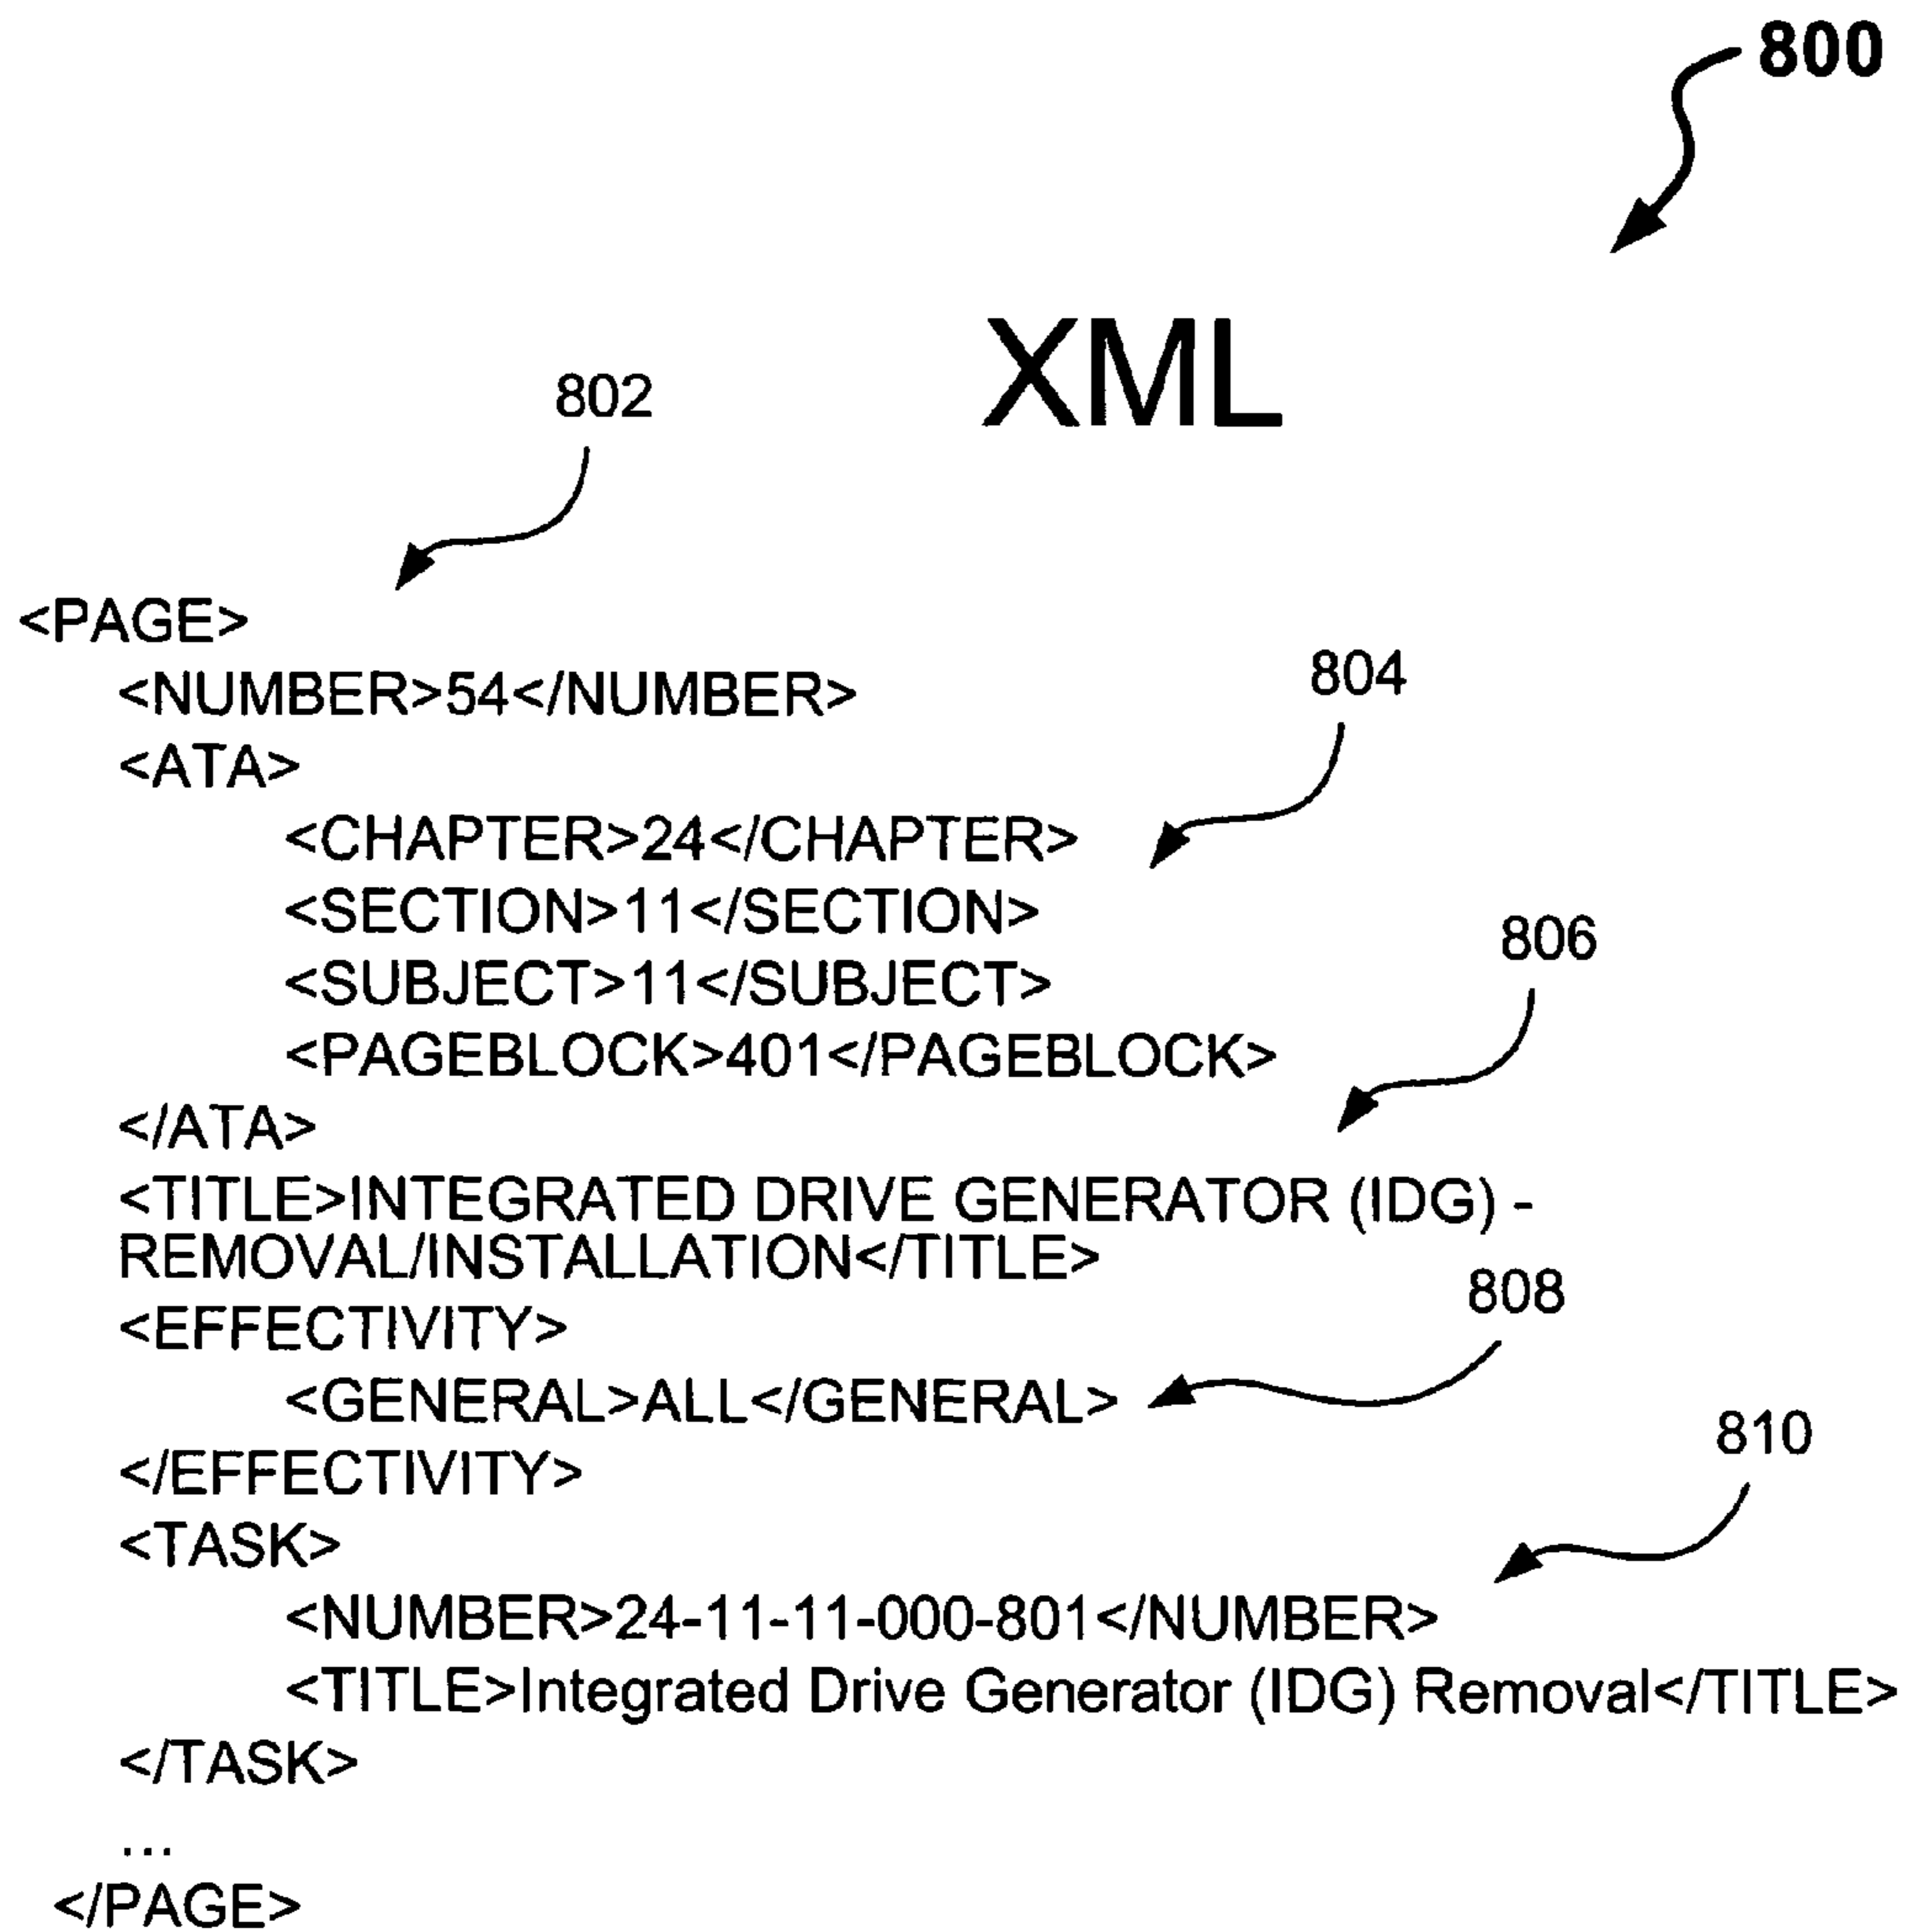 800
XML
802
<PAGE>
<NUMBER>54</NUMBER>
804
<ATA>
<CHAPTER>24</CHAPTER>
<SECTION>11</SECTION>
806
<SUBJECT>11</SUBJECT>
<PAGEBLOCK>401</PAGEBLOCK>
</ATA>
<TITLE>INTEGRATED DRIVE GENERATOR (IDG) -
REMOVAL/INSTALLATION</TITLE>
808
<EFFECTIVITY>
<GENERAL>ALL</GENERAL>
810
</EFFECTIVITY>
<TASK>
<NUMBER>24-11-11-000-801</NUMBER>
<TITLE>Integrated Drive Generator (IDG) Removal</TITLE>
</TASK>
...
</PAGE>